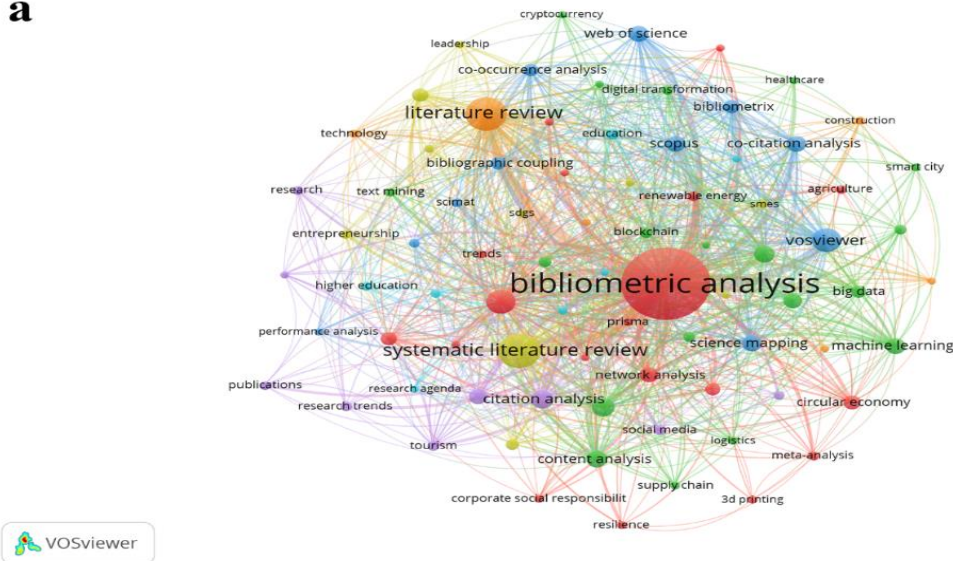 a
cryptocurrency
web of science
leadership
co-occurrence analysis
healthcare
digital transformation
bibliometrix
literature review
construction
technology
education
scopus
co-citation analysis
bibliographic coupling
smart city
research
text mining
renewable energy
agriculture
scimat
smes
sdgs
entrepreneurship
blockchain
vosviewer
trends
bibliometric analysis
higher education
big data
prisma
performance analysis
science mapping
machine learning
systematic literature review
network analysis
publications
research agenda
citation analysis
circular economy
research trends
social media
tourism
logistics
content analysis
meta-analysis
supply chain
corporate social responsibilit
3d printing
resilience
VOSviewer